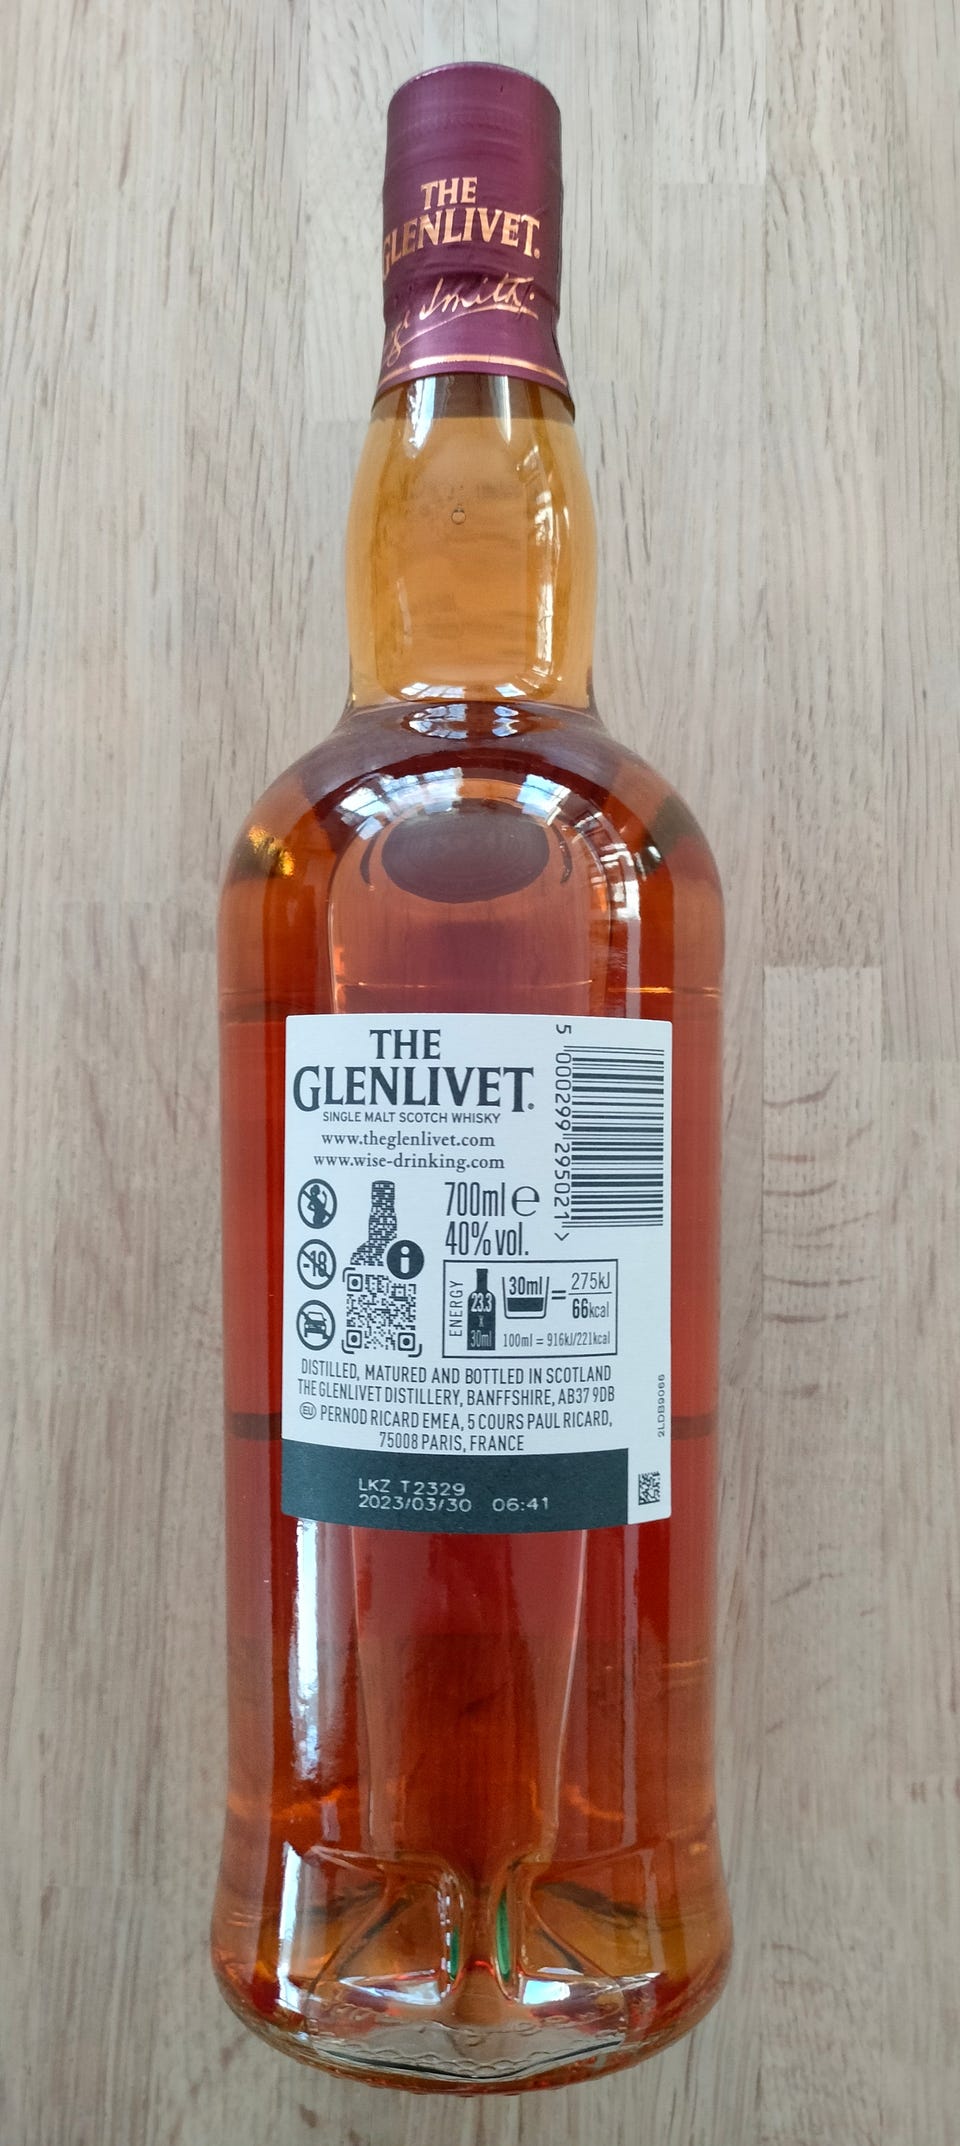 THE
GLENLIVET.
Smith
THE
GLENLIVET.
SINGLE MALT SCOTCH WHISKY
www.theglenlivet.com
www.wise-drinking.com
5 000299 295021 >
-18
i
700ml e
40% vol.
ENERGY
23.3
x
30ml
30ml
=
275kJ
66kcal
100ml = 916kJ/221kcal
DISTILLED, MATURED AND BOTTLED IN SCOTLAND
THE GLENLIVET DISTILLERY, BANFFSHIRE, AB37 9DB
EU PERNOD RICARD EMEA, 5 COURS PAUL RICARD,
75008 PARIS, FRANCE
2LDB9066
LKZ T2329
2023/03/30 06:41